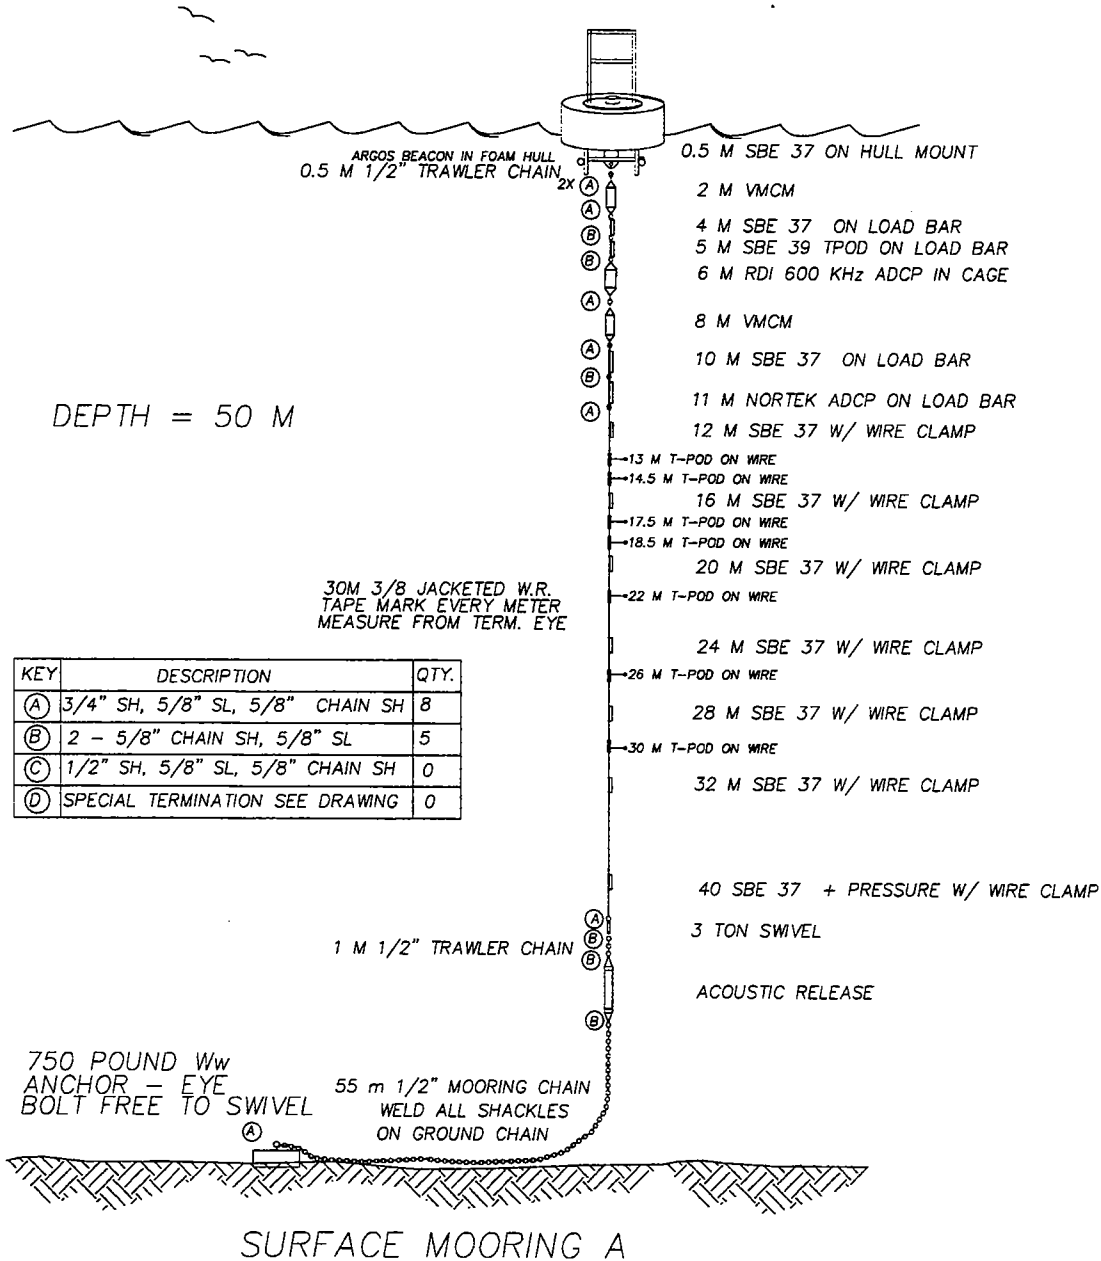 ARGOS BEACON IN FOAM HULL
0.5 M 1/2" TRAWLER CHAIN
0.5 M SBE 37 ON HULL MOUNT
2X A
2 M VMCM
A
4 M SBE 37 ON LOAD BAR
B
5 M SBE 39 TPOD ON LOAD BAR
B
6 M RDI 600 KHz ADCP IN CAGE
A
8 M VMCM
A
10 M SBE 37 ON LOAD BAR
B
11 M NORTEK ADCP ON LOAD BAR
A
DEPTH = 50 M
12 M SBE 37 W/ WIRE CLAMP
13 M T-POD ON WIRE
14.5 M T-POD ON WIRE
16 M SBE 37 W/ WIRE CLAMP
17.5 M T-POD ON WIRE
18.5 M T-POD ON WIRE
20 M SBE 37 W/ WIRE CLAMP
22 M T-POD ON WIRE
30M 3/8 JACKETED W.R.
TAPE MARK EVERY METER
MEASURE FROM TERM. EYE
24 M SBE 37 W/ WIRE CLAMP
26 M T-POD ON WIRE
28 M SBE 37 W/ WIRE CLAMP
30 M T-POD ON WIRE
32 M SBE 37 W/ WIRE CLAMP
KEY DESCRIPTION QTY.
A 3/4" SH, 5/8" SL, 5/8" CHAIN SH 8
B 2 - 5/8" CHAIN SH, 5/8" SL 5
C 1/2" SH, 5/8" SL, 5/8" CHAIN SH 0
D SPECIAL TERMINATION SEE DRAWING 0
40 SBE 37 + PRESSURE W/ WIRE CLAMP
A
3 TON SWIVEL
B
1 M 1/2" TRAWLER CHAIN
B
ACOUSTIC RELEASE
B
750 POUND Ww
ANCHOR - EYE
BOLT FREE TO SWIVEL
55 m 1/2" MOORING CHAIN
WELD ALL SHACKLES
ON GROUND CHAIN
A
SURFACE MOORING A